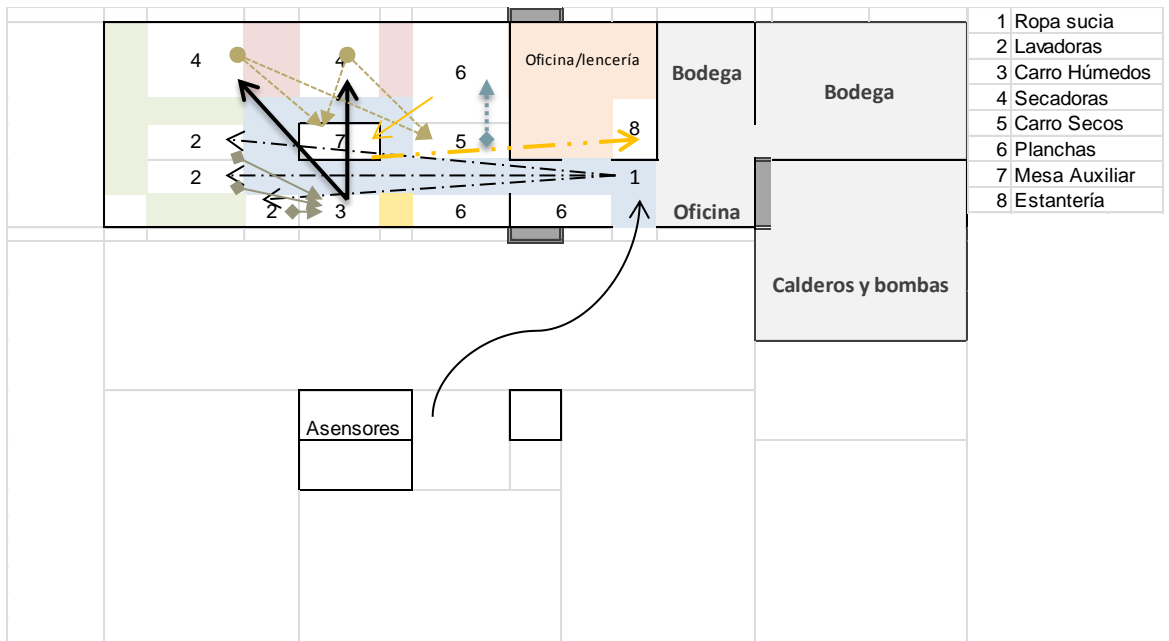 1 Ropa sucia
2 Lavadoras
3 Carro Húmedos
4 Secadoras
5 Carro Secos
6 Planchas
7 Mesa Auxiliar
8 Estantería
4
4
6
Oficina/lencería
Bodega
Bodega
8
2
7
5
2
1
2
3
6
6
Oficina
Calderos y bombas
Asensores